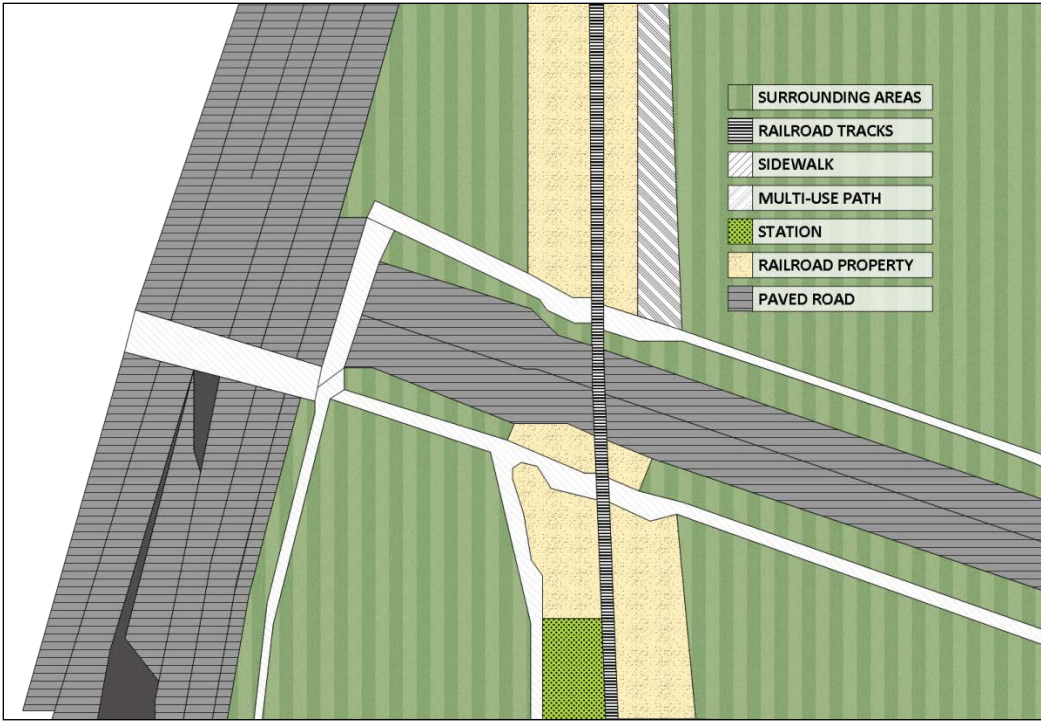 SURROUNDING AREAS
RAILROAD TRACKS
SIDEWALK
MULTI-USE PATH
STATION
RAILROAD PROPERTY
PAVED ROAD